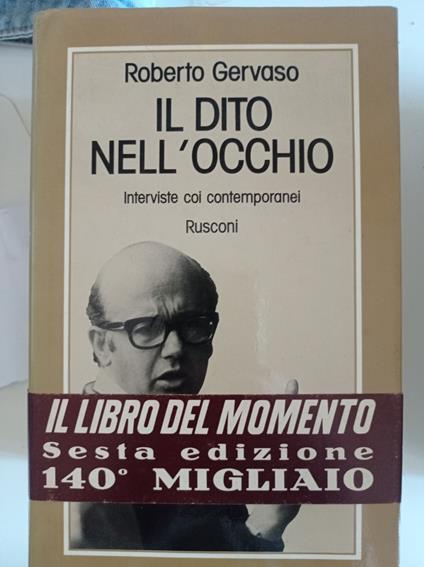 Roberto Gervaso
IL DITO
NELL'OCCHIO
Interviste coi contemporanei
Rusconi
IL LIBRO DEL MOMENTO
Sesta edizione
140° MIGLIAIO